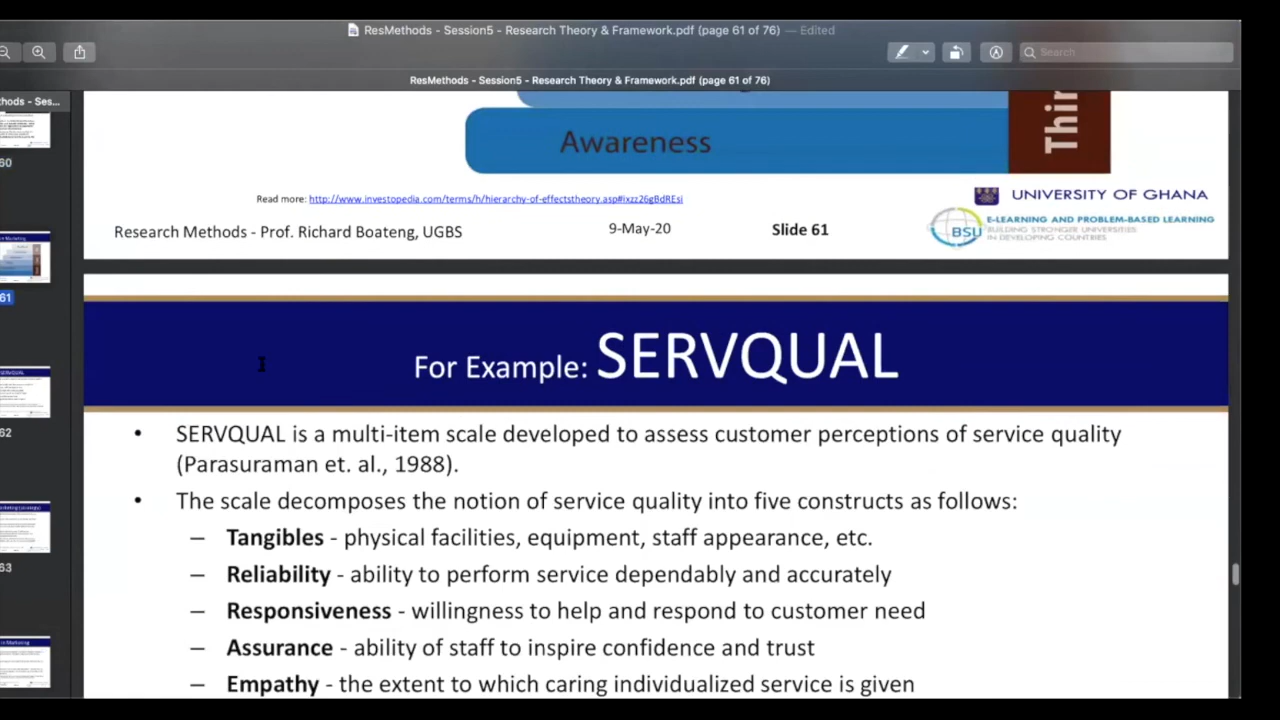 ResMethods - Session5 - Research Theory & Framework.pdf (page 61 of 76) — Edited
Search
ResMethods - Session5 - Research Theory & Framework.pdf (page 61 of 76)
hods - Ses...
60
61
62
63
Awareness
Thin
Read more: http://www.investopedia.com/terms/h/hierarchy-of-effectstheory.asp#ixzz26gBdREsi
UNIVERSITY OF GHANA
Research Methods - Prof. Richard Boateng, UGBS
9-May-20
Slide 61
BSU
E-LEARNING AND PROBLEM-BASED LEARNING
BUILDING STRONGER UNIVERSITIES
IN DEVELOPING COUNTRIES
For Example: SERVQUAL
• SERVQUAL is a multi-item scale developed to assess customer perceptions of service quality
(Parasuraman et. al., 1988).
• The scale decomposes the notion of service quality into five constructs as follows:
– Tangibles - physical facilities, equipment, staff appearance, etc.
– Reliability - ability to perform service dependably and accurately
– Responsiveness - willingness to help and respond to customer need
– Assurance - ability of staff to inspire confidence and trust
– Empathy - the extent to which caring individualized service is given